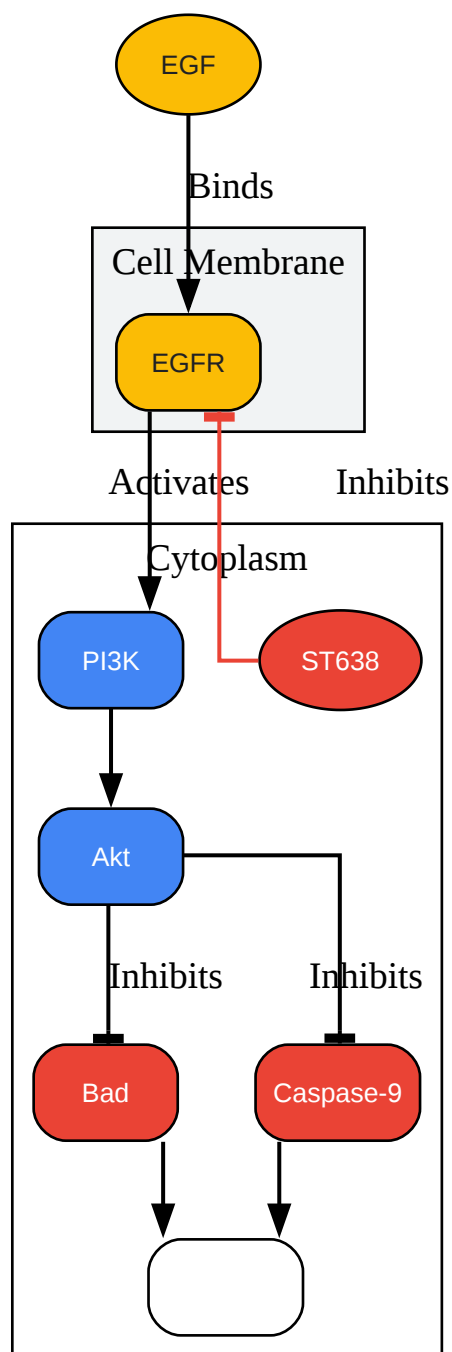 EGF
Binds
Cell Membrane
EGFR
Activates
Inhibits
Cytoplasm
PI3K
ST638
Akt
Inhibits
Inhibits
Bad
Caspase-9